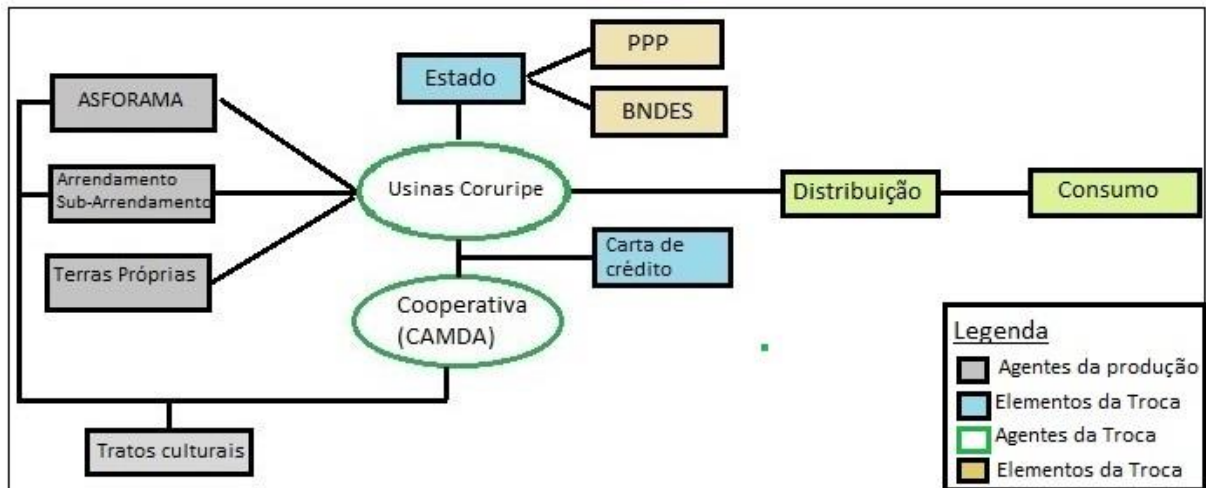 PPP
Estado
BNDES
ASFORAMA
Arrendamento
Sub-Arrendamento
Terras Próprias
Usinas Coruripe
Distribuição
Consumo
Carta de
crédito
Cooperativa
(CAMDA)
Tratos culturais
Legenda
Agentes da produção
Elementos da Troca
Agentes da Troca
Elementos da Troca